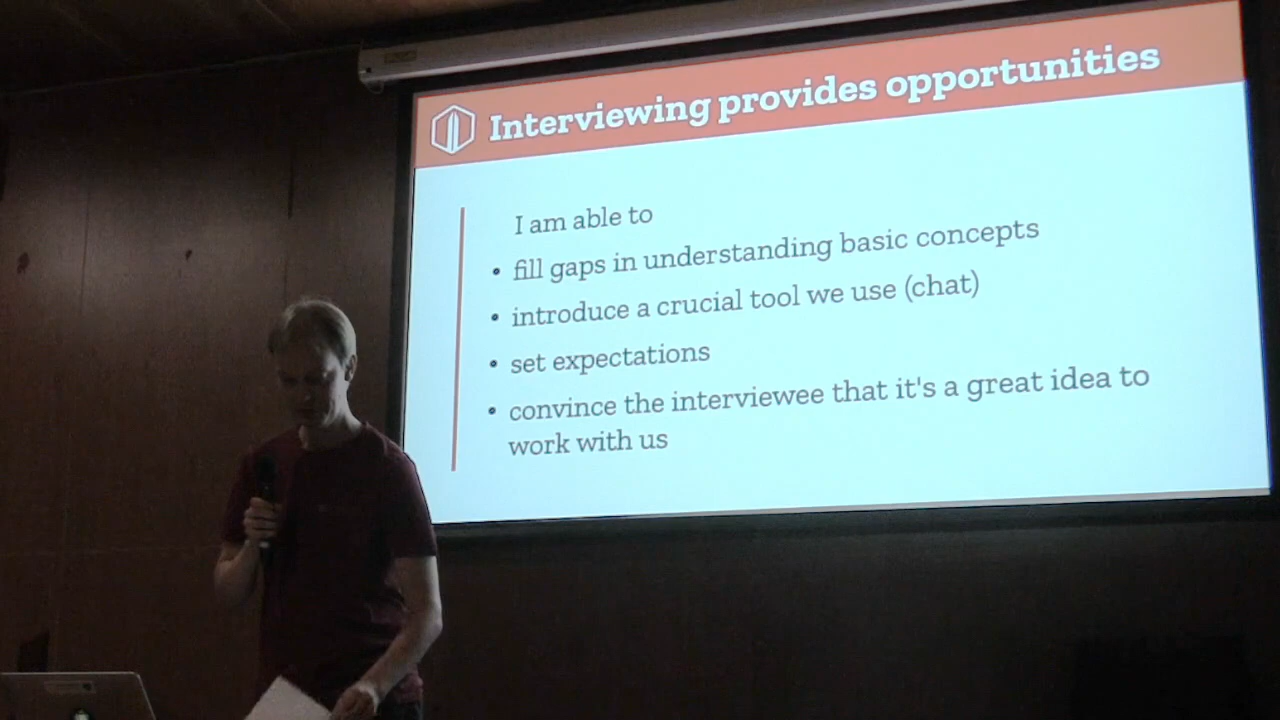 Interviewing provides opportunities
I am able to
• fill gaps in understanding basic concepts
• introduce a crucial tool we use (chat)
• set expectations
• convince the interviewee that it's a great idea to
work with us